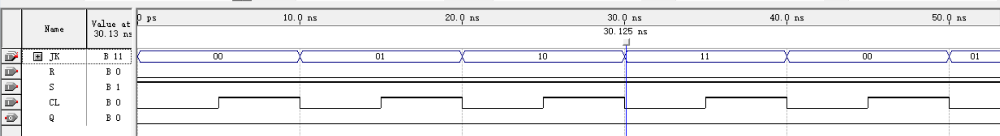 0 ps 10.0 ns 20.0 ns 30.0 ns 40.0 ns 50.0 ns
Name Value at
30.13 ns
30.125 ns
JK B 11 00 01 10 11 00 01
R B 0
S B 1
CL B 0
Q B 0